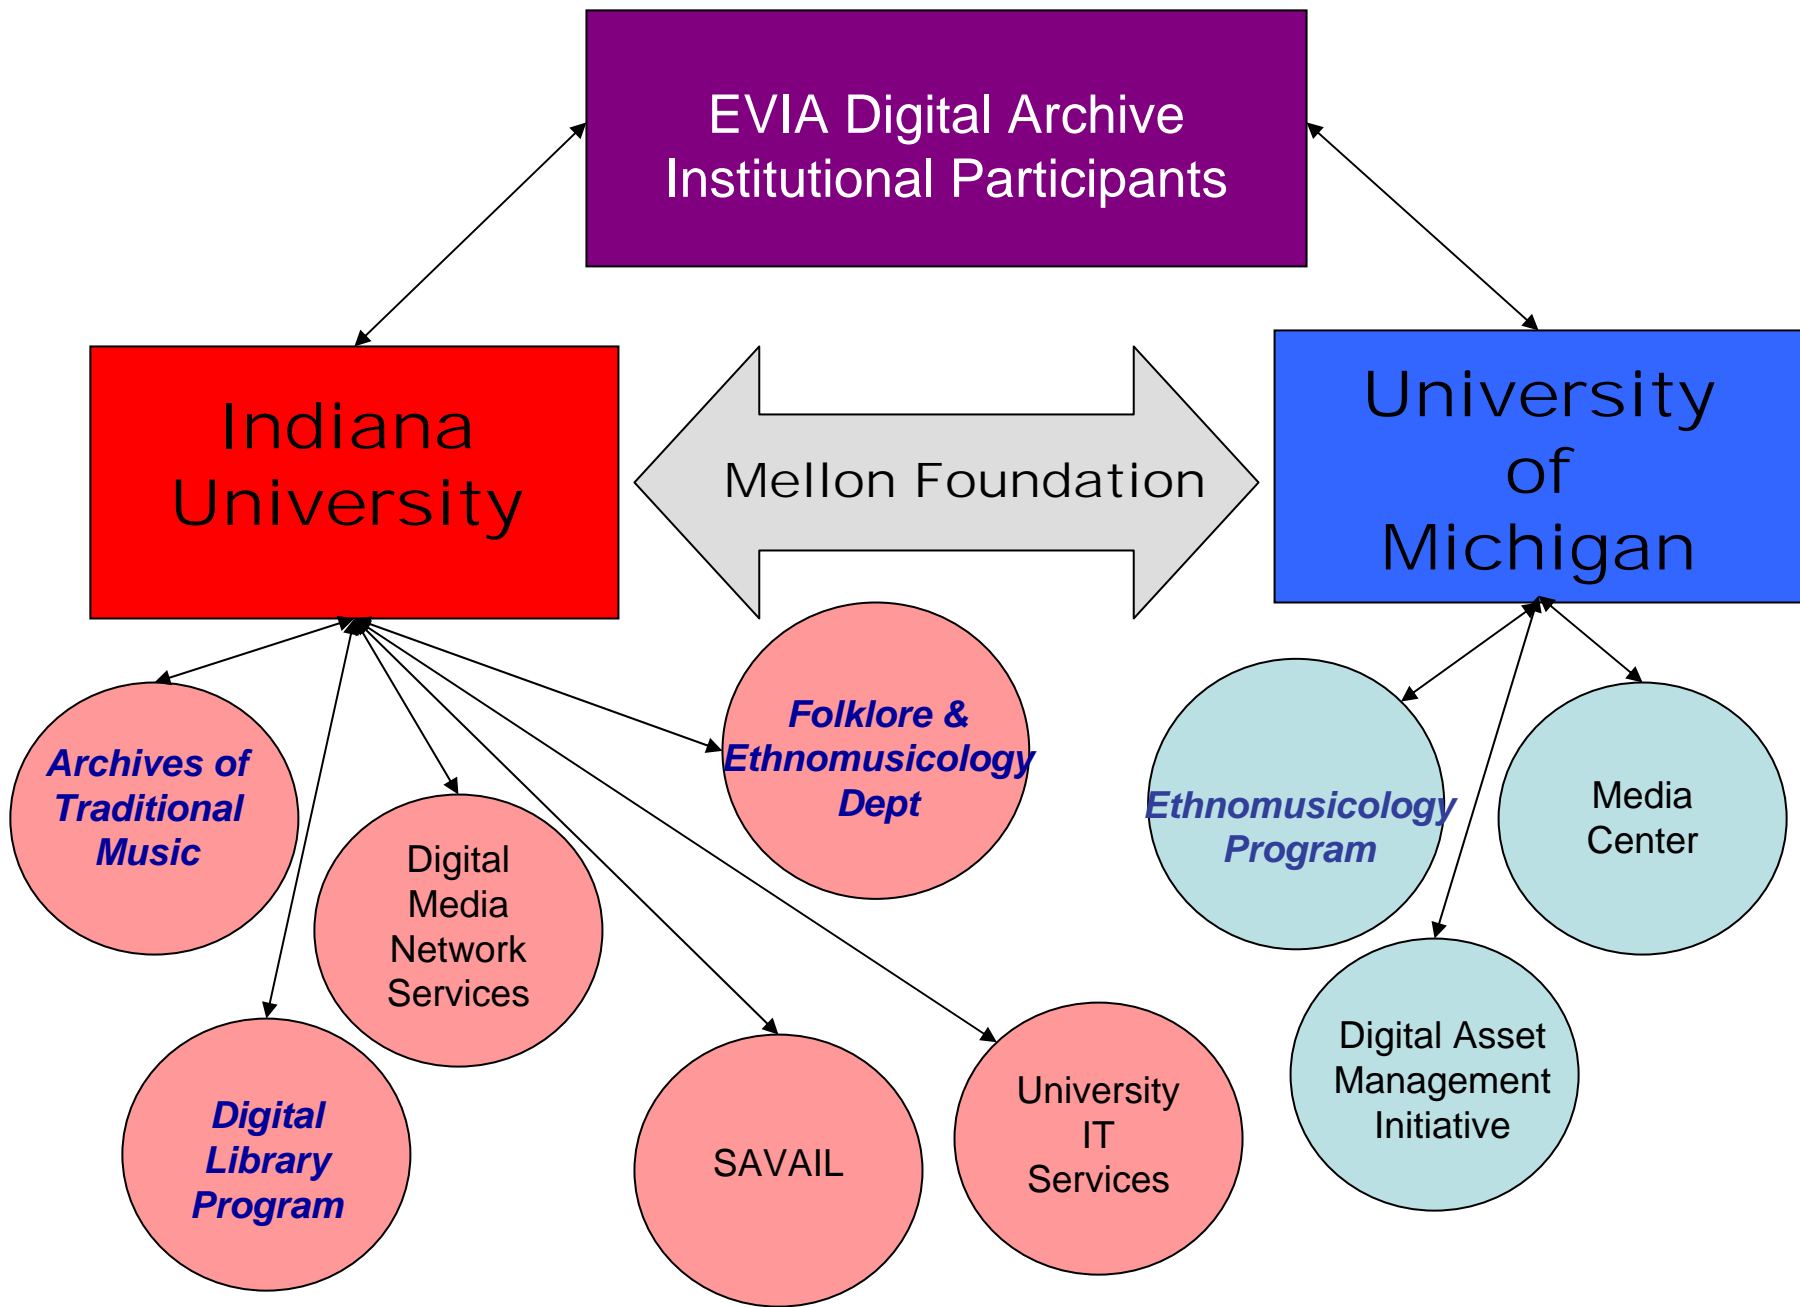 EVIA Digital Archive
Institutional Participants
Indiana
University
Mellon Foundation
University
of
Michigan
Archives of
Traditional
Music
Digital
Library
Program
Digital
Media
Network
Services
SAVAIL
University
IT
Services
Folklore &
Ethnomusicology
Dept
Ethnomusicology
Program
Digital Asset
Management
Initiative
Media
Center